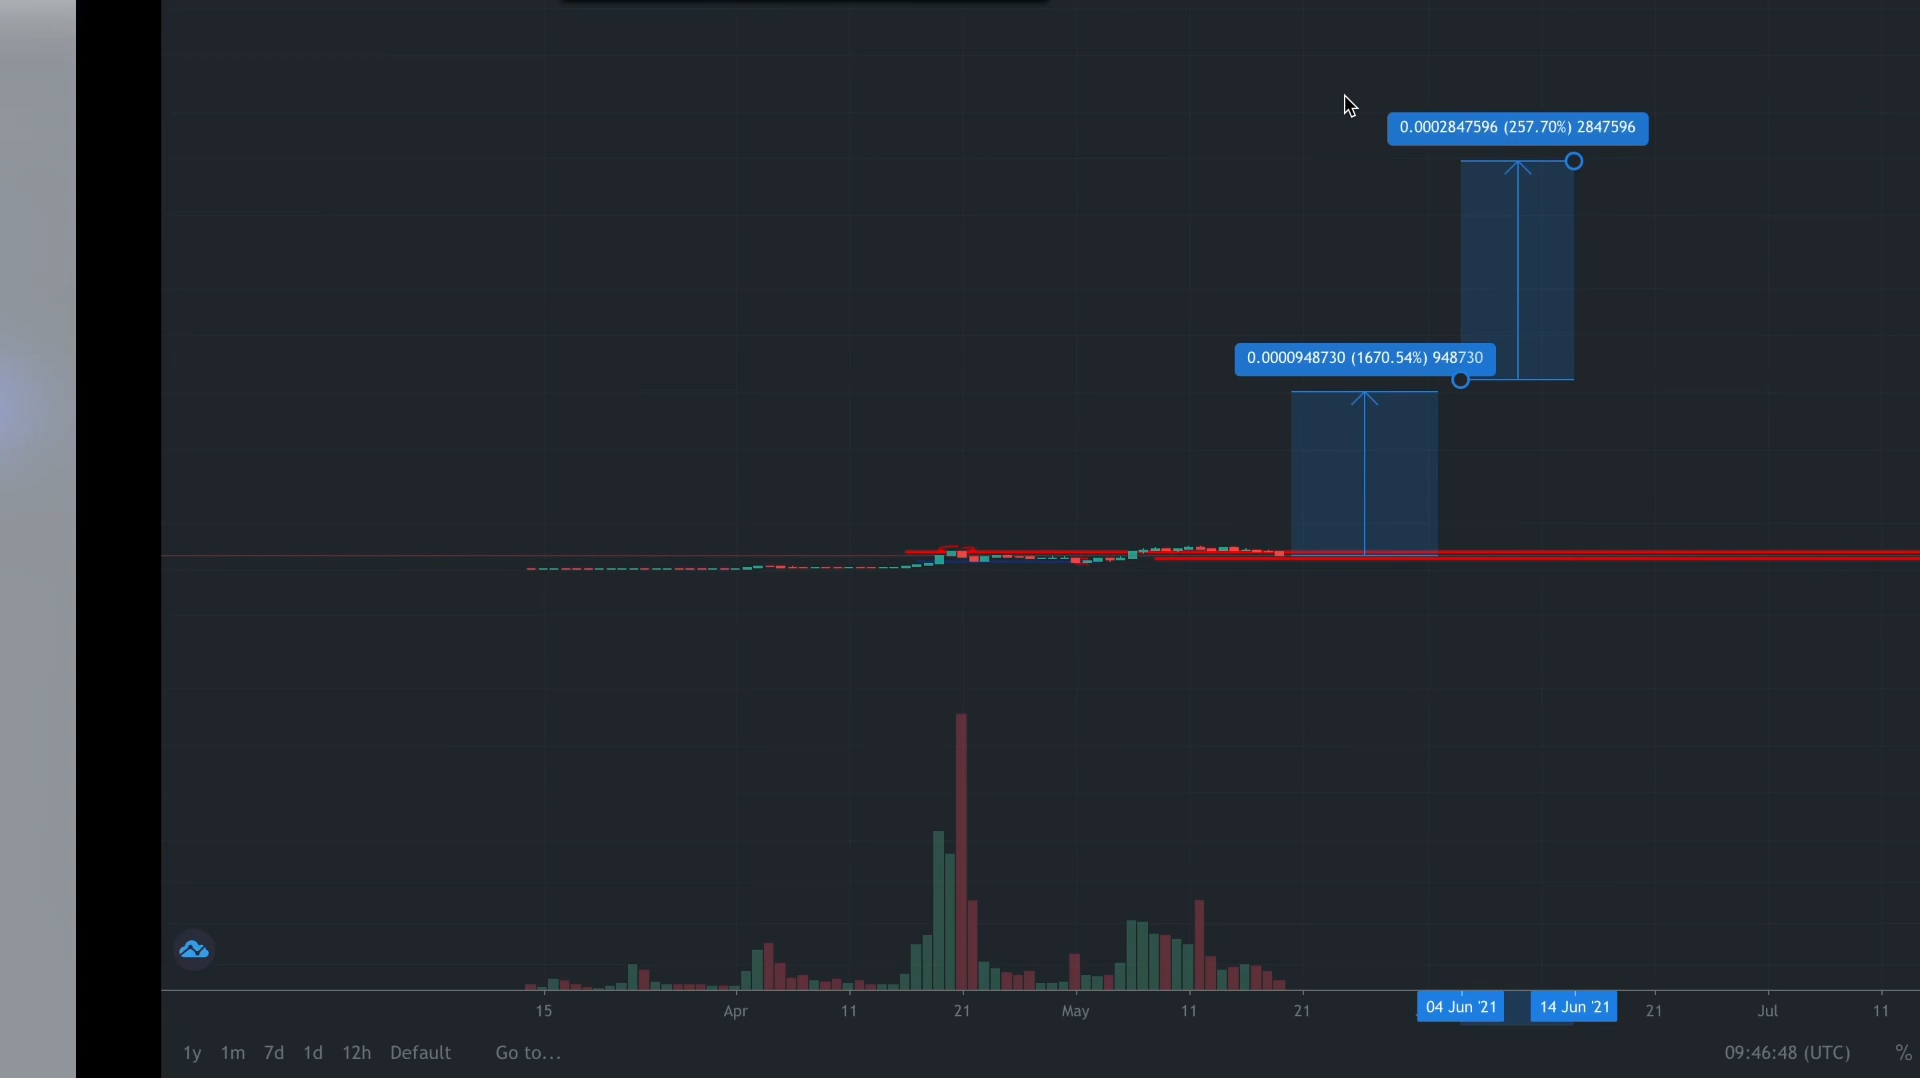 0.0002847596 (257.70%) 2847596
0.0000948730 (1670.54%) 948730
15 Apr 11 21 May 11 21 04 Jun '21 14 Jun '21 21 Jul 11
1y 1m 7d 1d 12h Default Go to... 09:46:48 (UTC) %